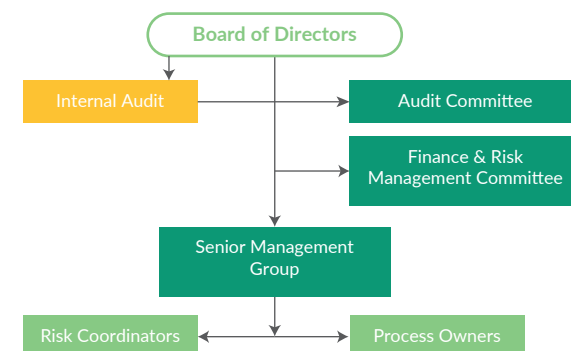 Board of Directors
Internal Audit
Audit Committee
Finance & Risk
Management Committee
Senior Management
Group
Risk Coordinators
Process Owners